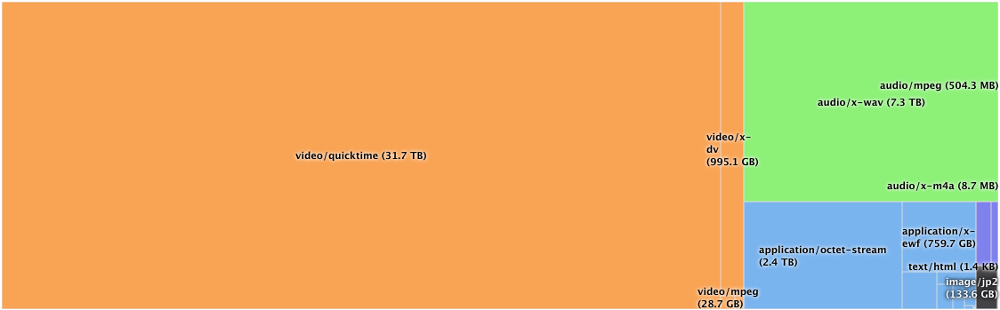 audio/mpeg (504.3 MB)
audio/x-wav (7.3 TB)
video/quicktime (31.7 TB)
video/x-
dv
(995.1 GB)
audio/x-m4a (8.7 MB)
application/octet-stream
(2.4 TB)
application/x-
ewf (759.7 GB)
text/html (1.4 KB)
image/jp2
(133.6 GB)
video/mpeg
(28.7 GB)